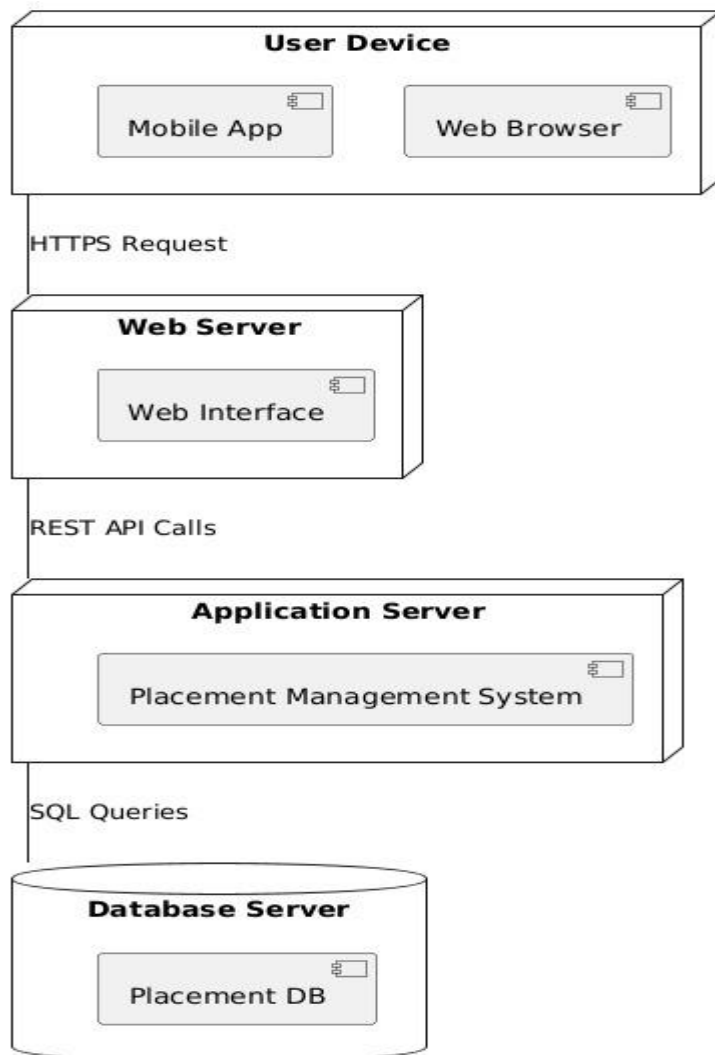 User Device
Mobile App
Web Browser
HTTPS Request
Web Server
Web Interface
REST API Calls
Application Server
Placement Management System
SQL Queries
Database Server
Placement DB